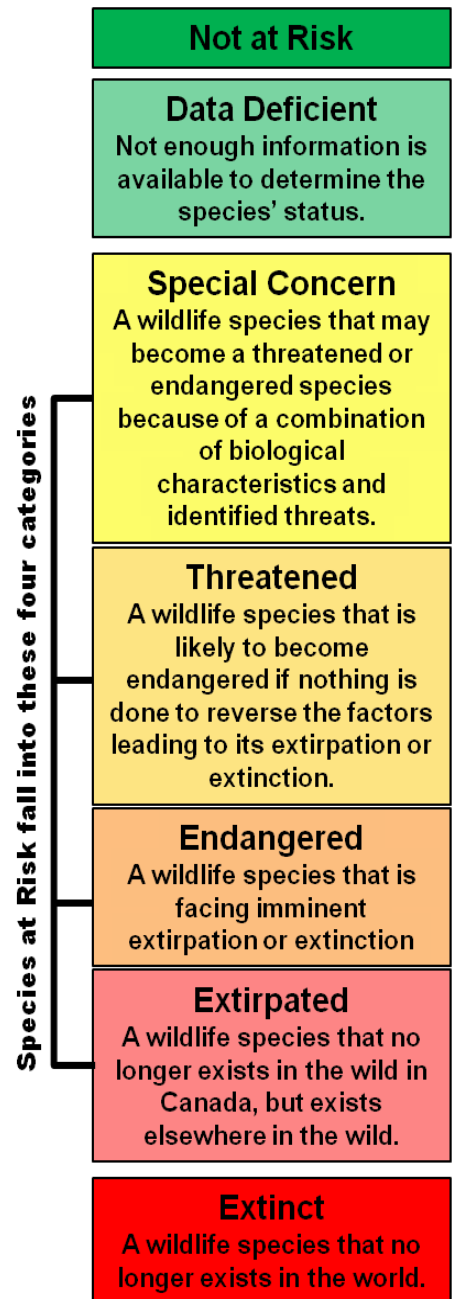 Not at Risk
Data Deficient
Not enough information is
available to determine the
species’ status.
Special Concern
A wildlife species that may
become a threatened or
endangered species
because of a combination
of biological
characteristics and
identified threats.
Threatened
A wildlife species that is
likely to become
endangered if nothing is
done to reverse the factors
leading to its extirpation or
extinction.
Endangered
A wildlife species that is
facing imminent
extirpation or extinction
Extirpated
A wildlife species that no
longer exists in the wild in
Canada, but exists
elsewhere in the wild.
Extinct
A wildlife species that no
longer exists in the world.
Species at Risk fall into these four categories